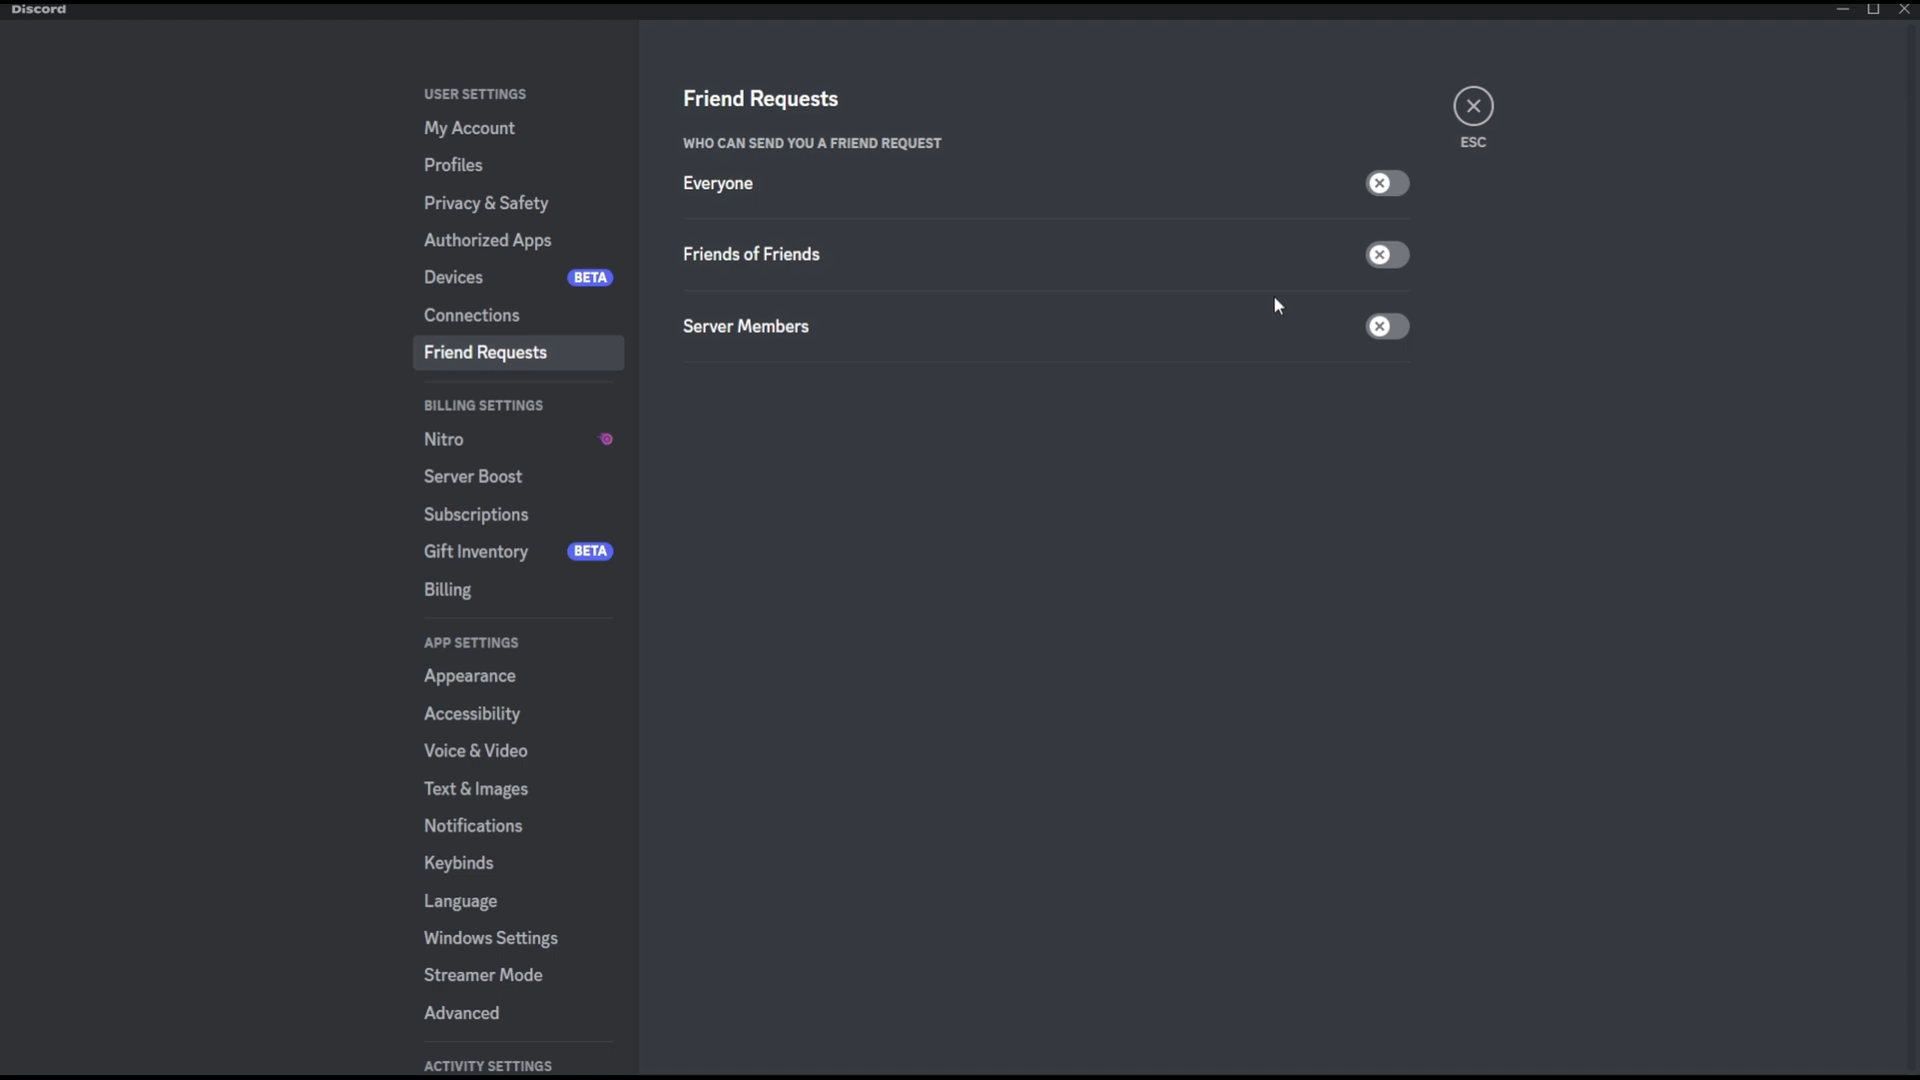 Discord
USER SETTINGS
My Account
Profiles
Privacy & Safety
Authorized Apps
Devices BETA
Connections
Friend Requests
BILLING SETTINGS
Nitro
Server Boost
Subscriptions
Gift Inventory BETA
Billing
APP SETTINGS
Appearance
Accessibility
Voice & Video
Text & Images
Notifications
Keybinds
Language
Windows Settings
Streamer Mode
Advanced
ACTIVITY SETTINGS
Friend Requests
WHO CAN SEND YOU A FRIEND REQUEST
Everyone
Friends of Friends
Server Members
ESC